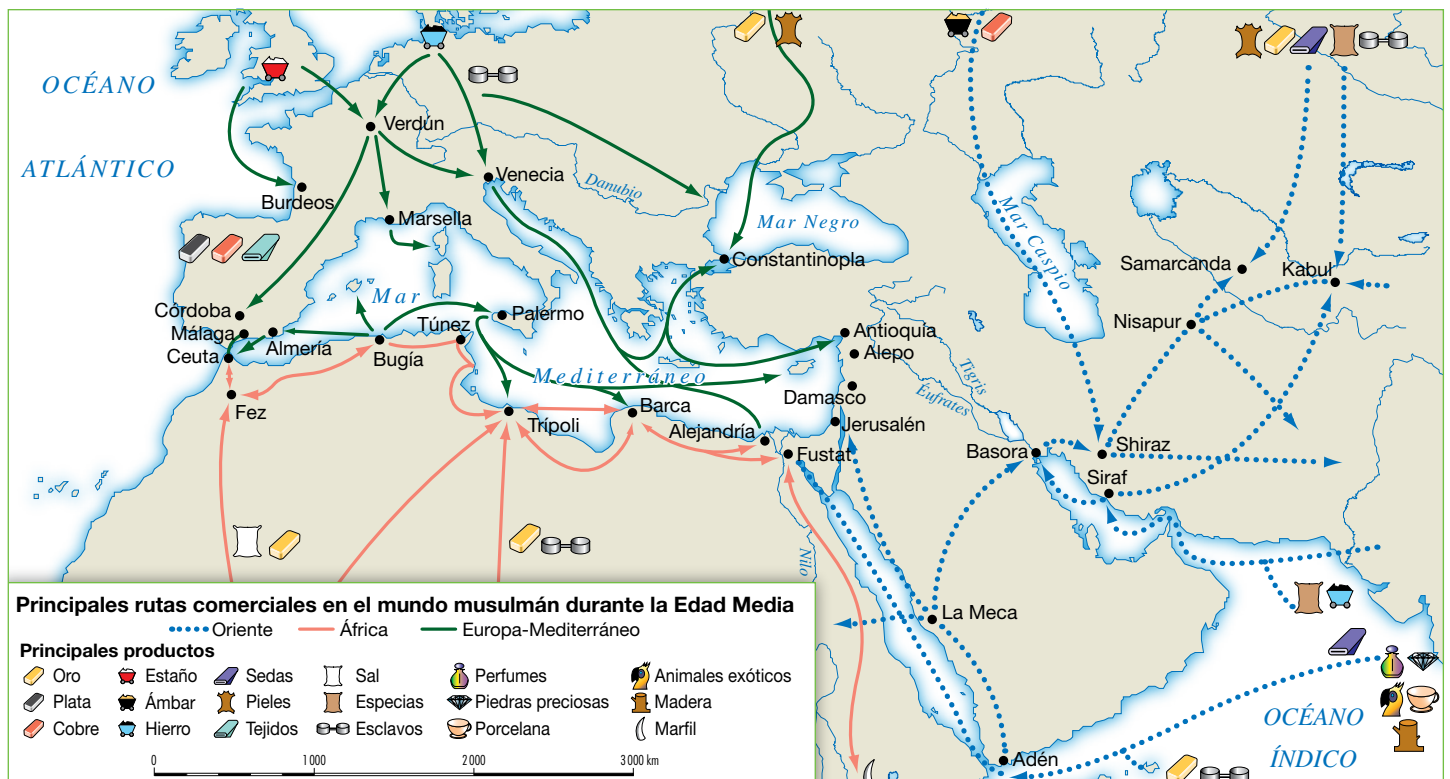 OCÉANO
ATLÁNTICO
Verdún
Venecia
Danubio
Burdeos
Marsella
Mar Negro
Mar Caspio
Constantinopla
Samarcanda
Kabul
Nisapur
Córdoba
Málaga
Ceuta
Almería
Mar
Mediterráneo
Bugía
Túnez
Palermo
Antioquía
Alepo
Tigris
Éufrates
Damasco
Fez
Trípoli
Barca
Alejandría
Jerusalén
Fustat
Basora
Shiraz
Siraf
Nilo
La Meca
Adén
OCÉANO
ÍNDICO
Principales rutas comerciales en el mundo musulmán durante la Edad Media
Oriente África Europa-Mediterráneo
Principales productos
Oro Estaño Sedas Sal Perfumes Animales exóticos
Plata Ámbar Pieles Especias Piedras preciosas Madera
Cobre Hierro Tejidos Esclavos Porcelana Marfil
0 1000 2000 3000 km